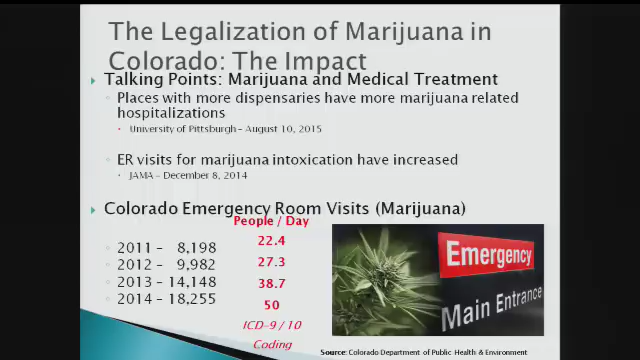 The Legalization of Marijuana in
Colorado: The Impact
Talking Points: Marijuana and Medical Treatment
Places with more dispensaries have more marijuana related
hospitalizations
University of Pittsburgh – August 10, 2015
ER visits for marijuana intoxication have increased
JAMA – December 8, 2014
Colorado Emergency Room Visits (Marijuana)
People / Day
2011 – 8,198 22.4
2012 – 9,982 27.3
2013 – 14,148 38.7
2014 – 18,255 50
ICD-9 / 10
Coding
Emergency
Main Entrance
Source: Colorado Department of Public Health & Environment